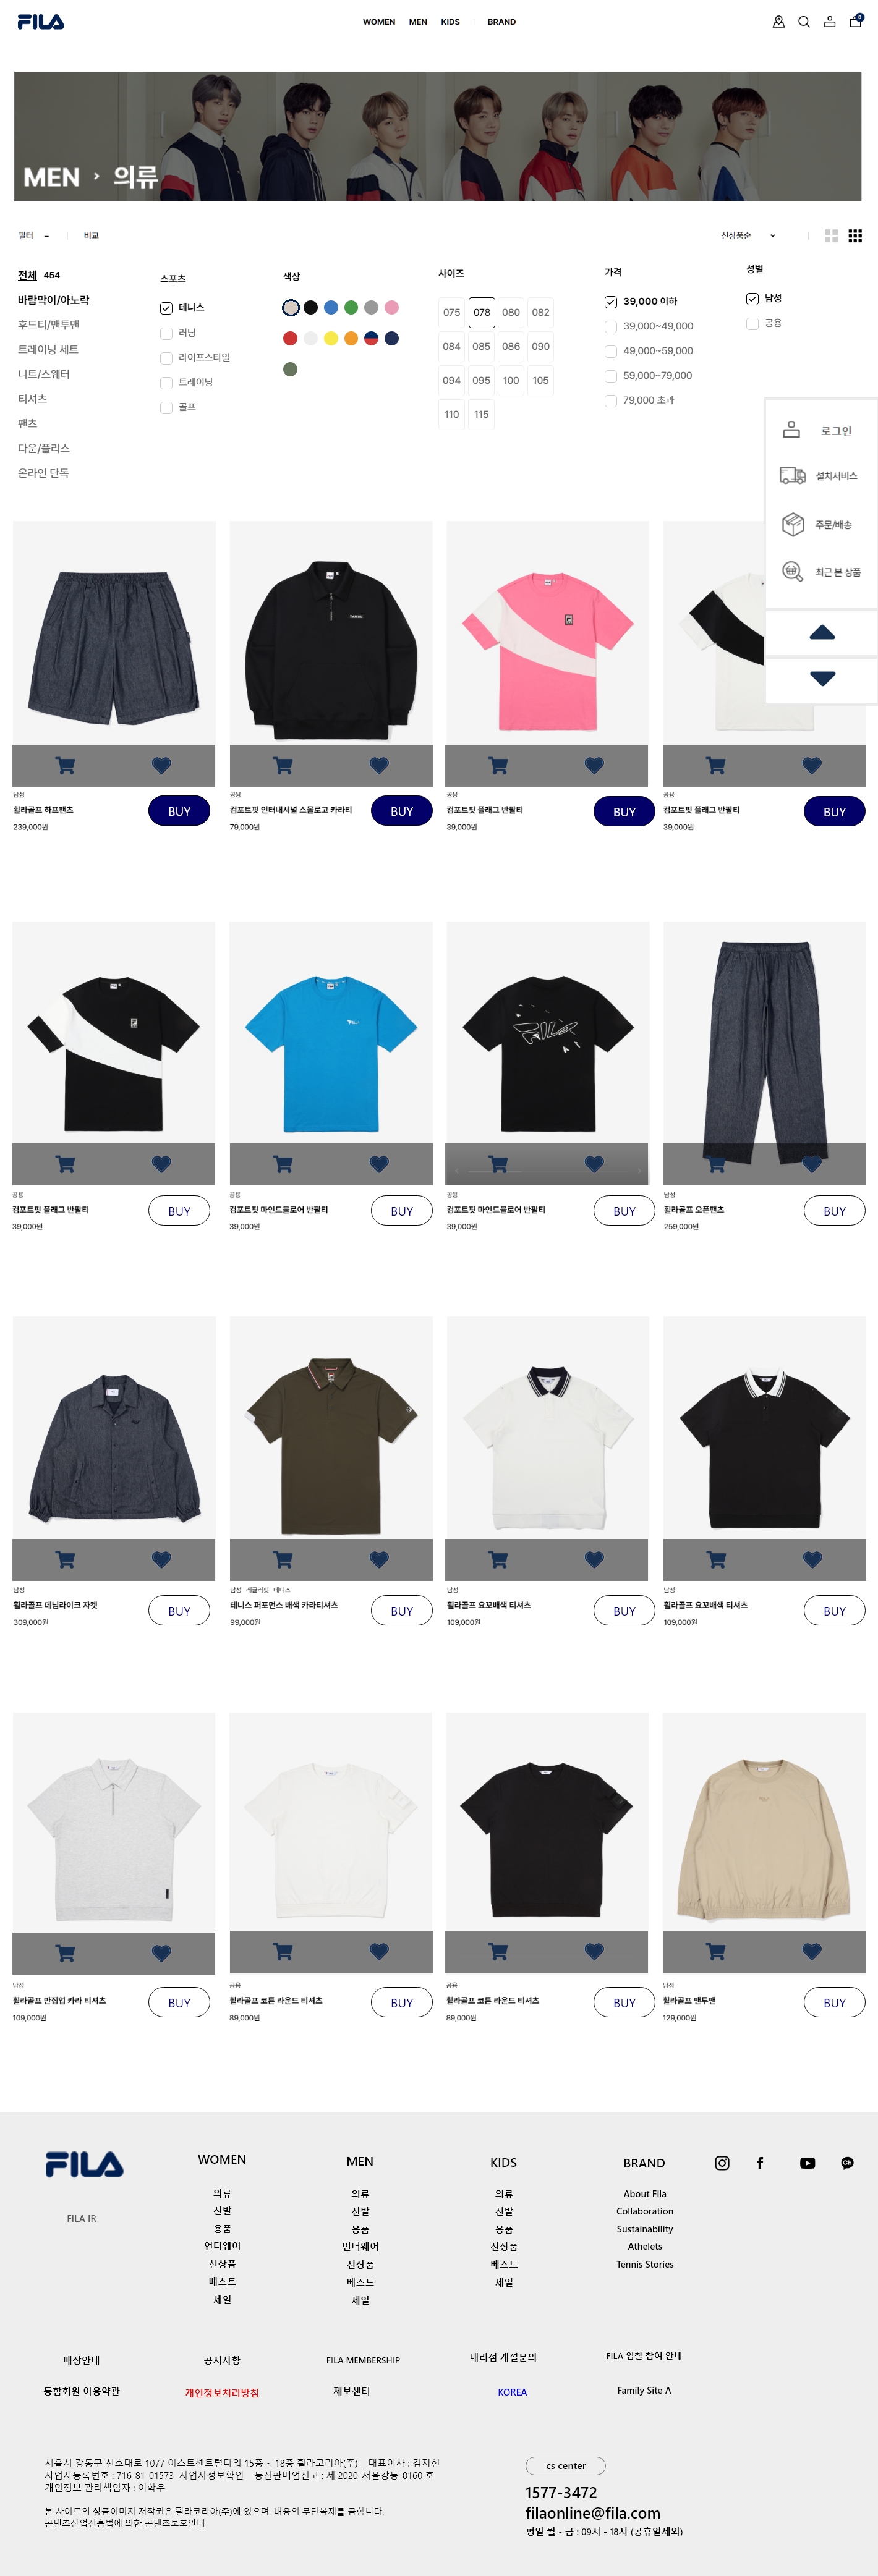 FILA
WOMEN MEN KIDS BRAND
0
MEN > 의류
필터 – 비교 신상품순
전체 454
바람막이/아노락
후드티/맨투맨
트레이닝 세트
니트/스웨터
티셔츠
팬츠
다운/플리스
온라인 단독
스포츠
테니스
러닝
라이프스타일
트레이닝
골프
색상
사이즈
075 078 080 082
084 085 086 090
094 095 100 105
110 115
가격
39,000 이하
39,000~49,000
49,000~59,000
59,000~79,000
79,000 초과
성별
남성
공용
로그인
설치서비스
주문/배송
최근 본 상품
남성
휠라골프 하프팬츠
239,000원
BUY
공용
컴포트핏 인터내셔널 스몰로고 카라티
79,000원
BUY
공용
컴포트핏 플래그 반팔티
39,000원
BUY
공용
컴포트핏 플래그 반팔티
39,000원
BUY
공용
컴포트핏 플래그 반팔티
39,000원
BUY
공용
컴포트핏 마인드블로어 반팔티
39,000원
BUY
FILA
공용
컴포트핏 마인드블로어 반팔티
39,000원
BUY
남성
휠라골프 오픈팬츠
259,000원
BUY
남성
휠라골프 데님라이크 자켓
309,000원
BUY
남성 레귤러핏 테니스
테니스 퍼포먼스 배색 카라티셔츠
99,000원
BUY
남성
휠라골프 요꼬배색 티셔츠
109,000원
BUY
남성
휠라골프 요꼬배색 티셔츠
109,000원
BUY
남성
휠라골프 반집업 카라 티셔츠
109,000원
BUY
공용
휠라골프 코튼 라운드 티셔츠
89,000원
BUY
공용
휠라골프 코튼 라운드 티셔츠
89,000원
BUY
남성
휠라골프 맨투맨
129,000원
BUY
FILA
FILA IR
WOMEN
의류
신발
용품
언더웨어
신상품
베스트
세일
MEN
의류
신발
용품
언더웨어
신상품
베스트
세일
KIDS
의류
신발
용품
신상품
베스트
세일
BRAND
About Fila
Collaboration
Sustainability
Athelets
Tennis Stories
Ch
매장안내 공지사항 FILA MEMBERSHIP 대리점 개설문의 FILA 입찰 참여 안내
통합회원 이용약관 개인정보처리방침 제보센터 KOREA Family Site Λ
서울시 강동구 천호대로 1077 이스트센트럴타워 15층 ~ 18층 휠라코리아(주) 대표이사 : 김지헌
사업자등록번호 : 716-81-01573 사업자정보확인 통신판매업신고 : 제 2020-서울강동-0160 호
개인정보 관리책임자 : 이학우
본 사이트의 상품이미지 저작권은 휠라코리아(주)에 있으며, 내용의 무단복제를 금합니다.
콘텐츠산업진흥법에 의한 콘텐츠보호안내
cs center
1577-3472
filaonline@fila.com
평일 월 - 금 : 09시 - 18시 (공휴일제외)